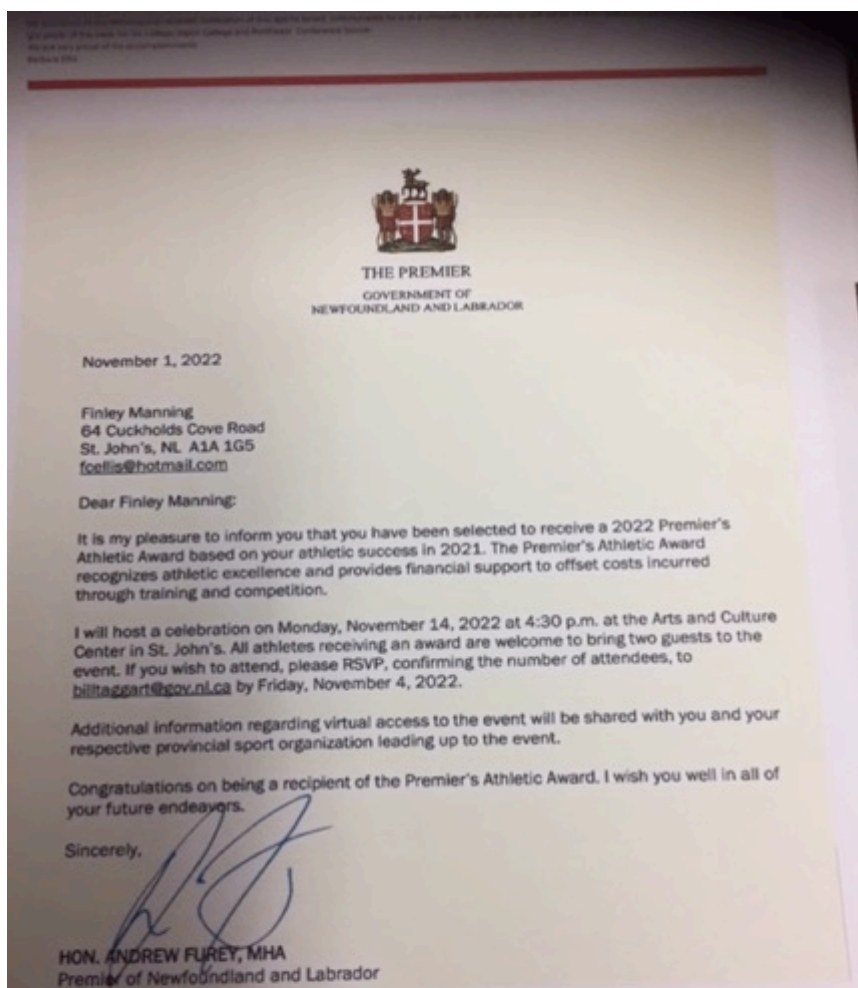 We are very proud of his accomplishments
Barbara Ellis
THE PREMIER
GOVERNMENT OF
NEWFOUNDLAND AND LABRADOR
November 1, 2022
Finley Manning
64 Cuckholds Cove Road
St. John's, NL A1A 1G5
fcellis@hotmail.com
Dear Finley Manning:
It is my pleasure to inform you that you have been selected to receive a 2022 Premier's
Athletic Award based on your athletic success in 2021. The Premier's Athletic Award
recognizes athletic excellence and provides financial support to offset costs incurred
through training and competition.
I will host a celebration on Monday, November 14, 2022 at 4:30 p.m. at the Arts and Culture
Center in St. John's. All athletes receiving an award are welcome to bring two guests to the
event. If you wish to attend, please RSVP, confirming the number of attendees, to
billtaggart@gov.nl.ca by Friday, November 4, 2022.
Additional information regarding virtual access to the event will be shared with you and your
respective provincial sport organization leading up to the event.
Congratulations on being a recipient of the Premier's Athletic Award. I wish you well in all of
your future endeavors.
Sincerely,
HON. ANDREW FUREY, MHA
Premier of Newfoundland and Labrador